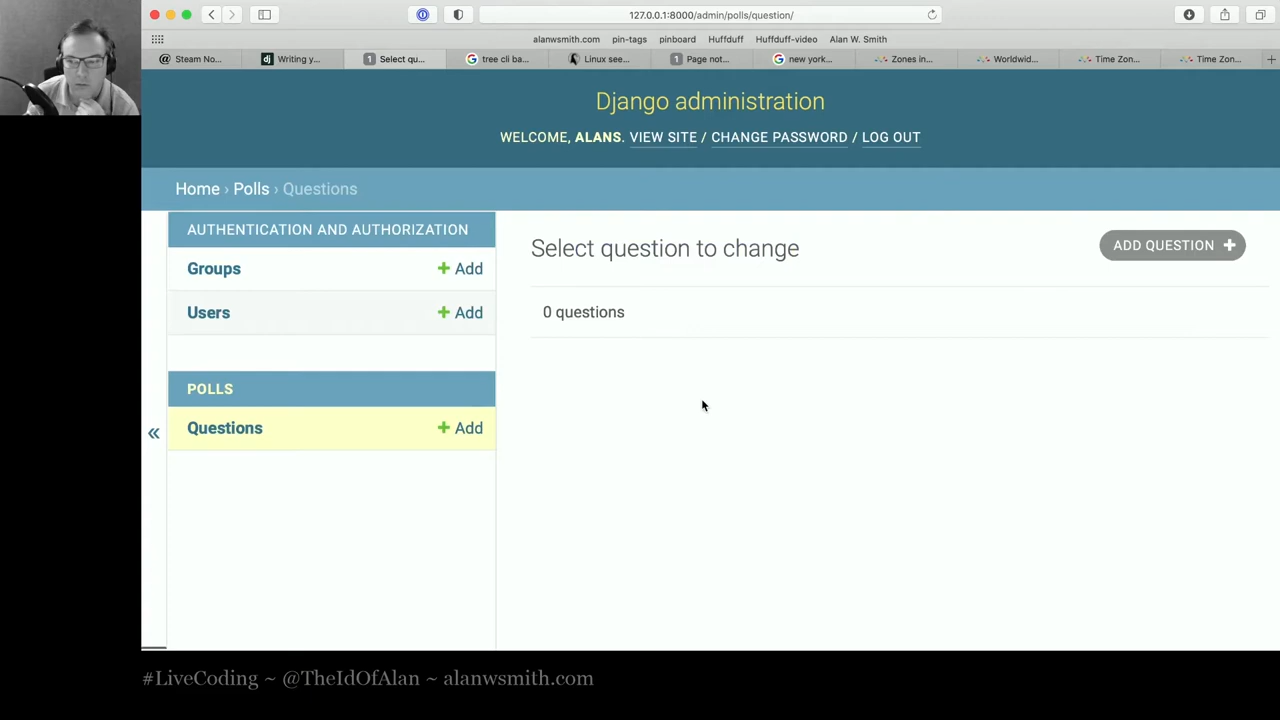 127.0.0.1:8000/admin/polls/question/
alanwsmith.com pin-tags pinboard Huffduff Huffduff-video Alan W. Smith
Steam No... Writing y... Select qu... tree cli ba... Linux see... Page not... new york... Zones in... Worldwid... Time Zon... Time Zon...
Django administration
WELCOME, ALANS. VIEW SITE / CHANGE PASSWORD / LOG OUT
Home › Polls › Questions
AUTHENTICATION AND AUTHORIZATION
Groups + Add
Users + Add
POLLS
Questions + Add
«
Select question to change
ADD QUESTION +
0 questions
#LiveCoding ~ @TheIdOfAlan ~ alanwsmith.com